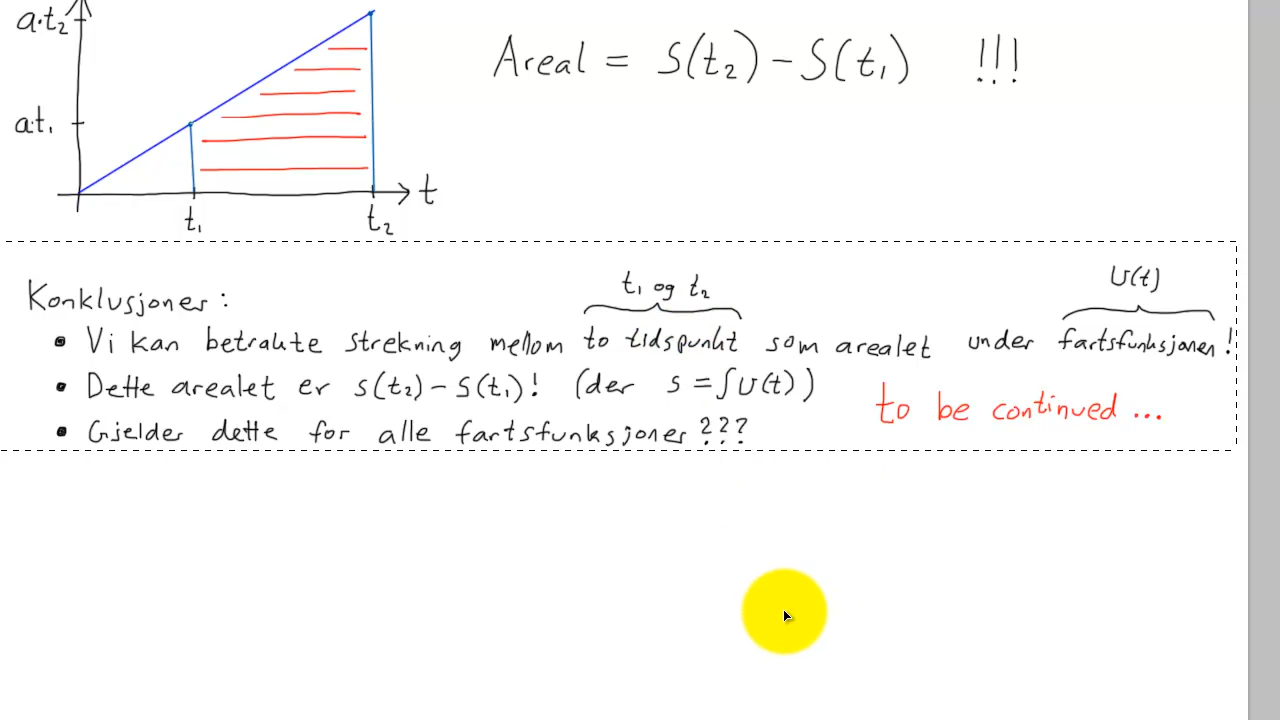 a·t₂
Areal = S(t₂) - S(t₁) !!!
at₁
t
t₁ t₂
t₁ og t₂ v(t)
Konklusjoner:
• Vi kan betrakte strekning mellom to tidspunkt som arealet under fartsfunksjonen!
• Dette arealet er s(t₂) - s(t₁)! (der s = ∫v(t))
to be continued ...
• Gjelder dette for alle fartsfunksjoner???